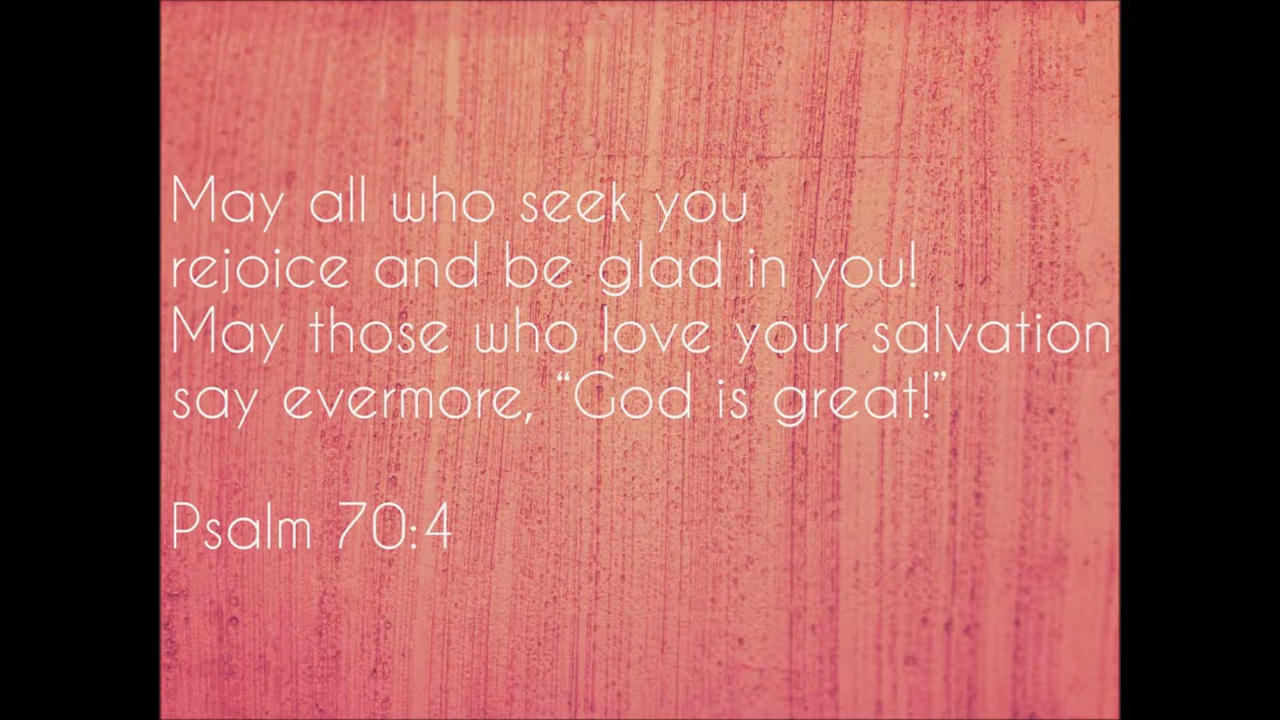 May all who seek you
rejoice and be glad in you!
May those who love your salvation
say evermore, “God is great!”
Psalm 70:4